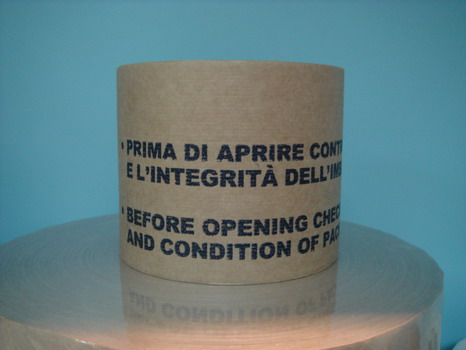 • PRIMA DI APRIRE CONT
E L'INTEGRITÀ DELL'IM
• BEFORE OPENING CHEC
AND CONDITION OF PAC